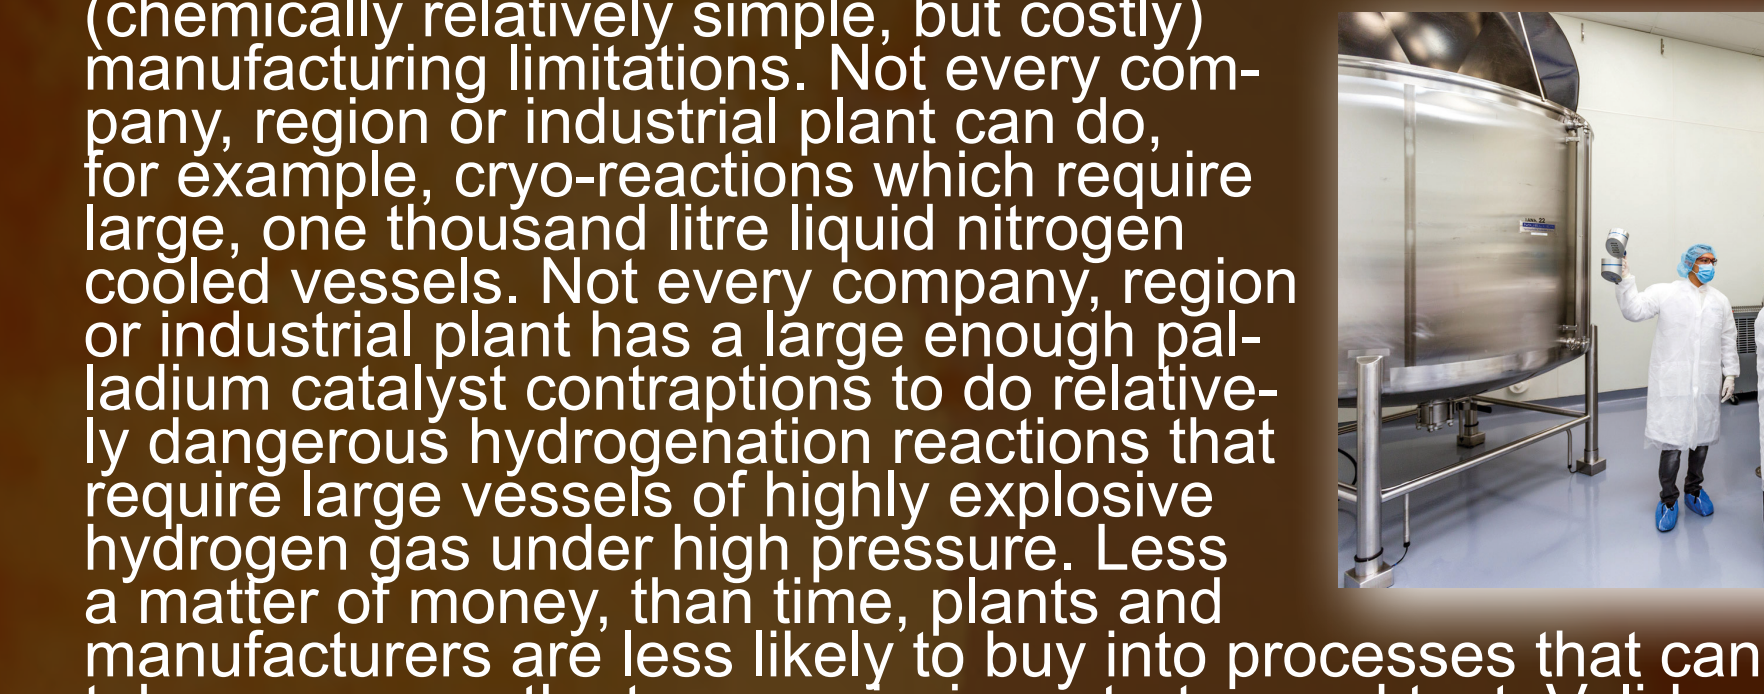 (chemically relatively simple, but costly)
manufacturing limitations. Not every com-
pany, region or industrial plant can do,
for example, cryo-reactions which require
large, one thousand litre liquid nitrogen
cooled vessels. Not every company, region
or industrial plant has a large enough pal-
ladium catalyst contraptions to do relative-
ly dangerous hydrogenation reactions that
require large vessels of highly explosive
hydrogen gas under high pressure. Less
a matter of money, than time, plants and
manufacturers are less likely to buy into processes that can